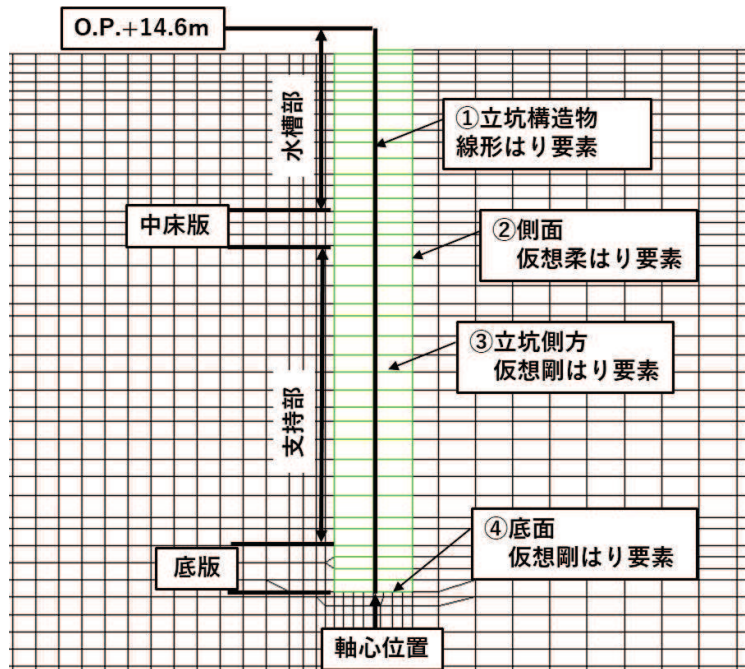 O.P.+14.6m
水槽部
①立坑構造物
線形はり要素
中床版
②側面
仮想柔はり要素
③立坑側方
仮想剛はり要素
支持部
④底面
仮想剛はり要素
底版
軸心位置